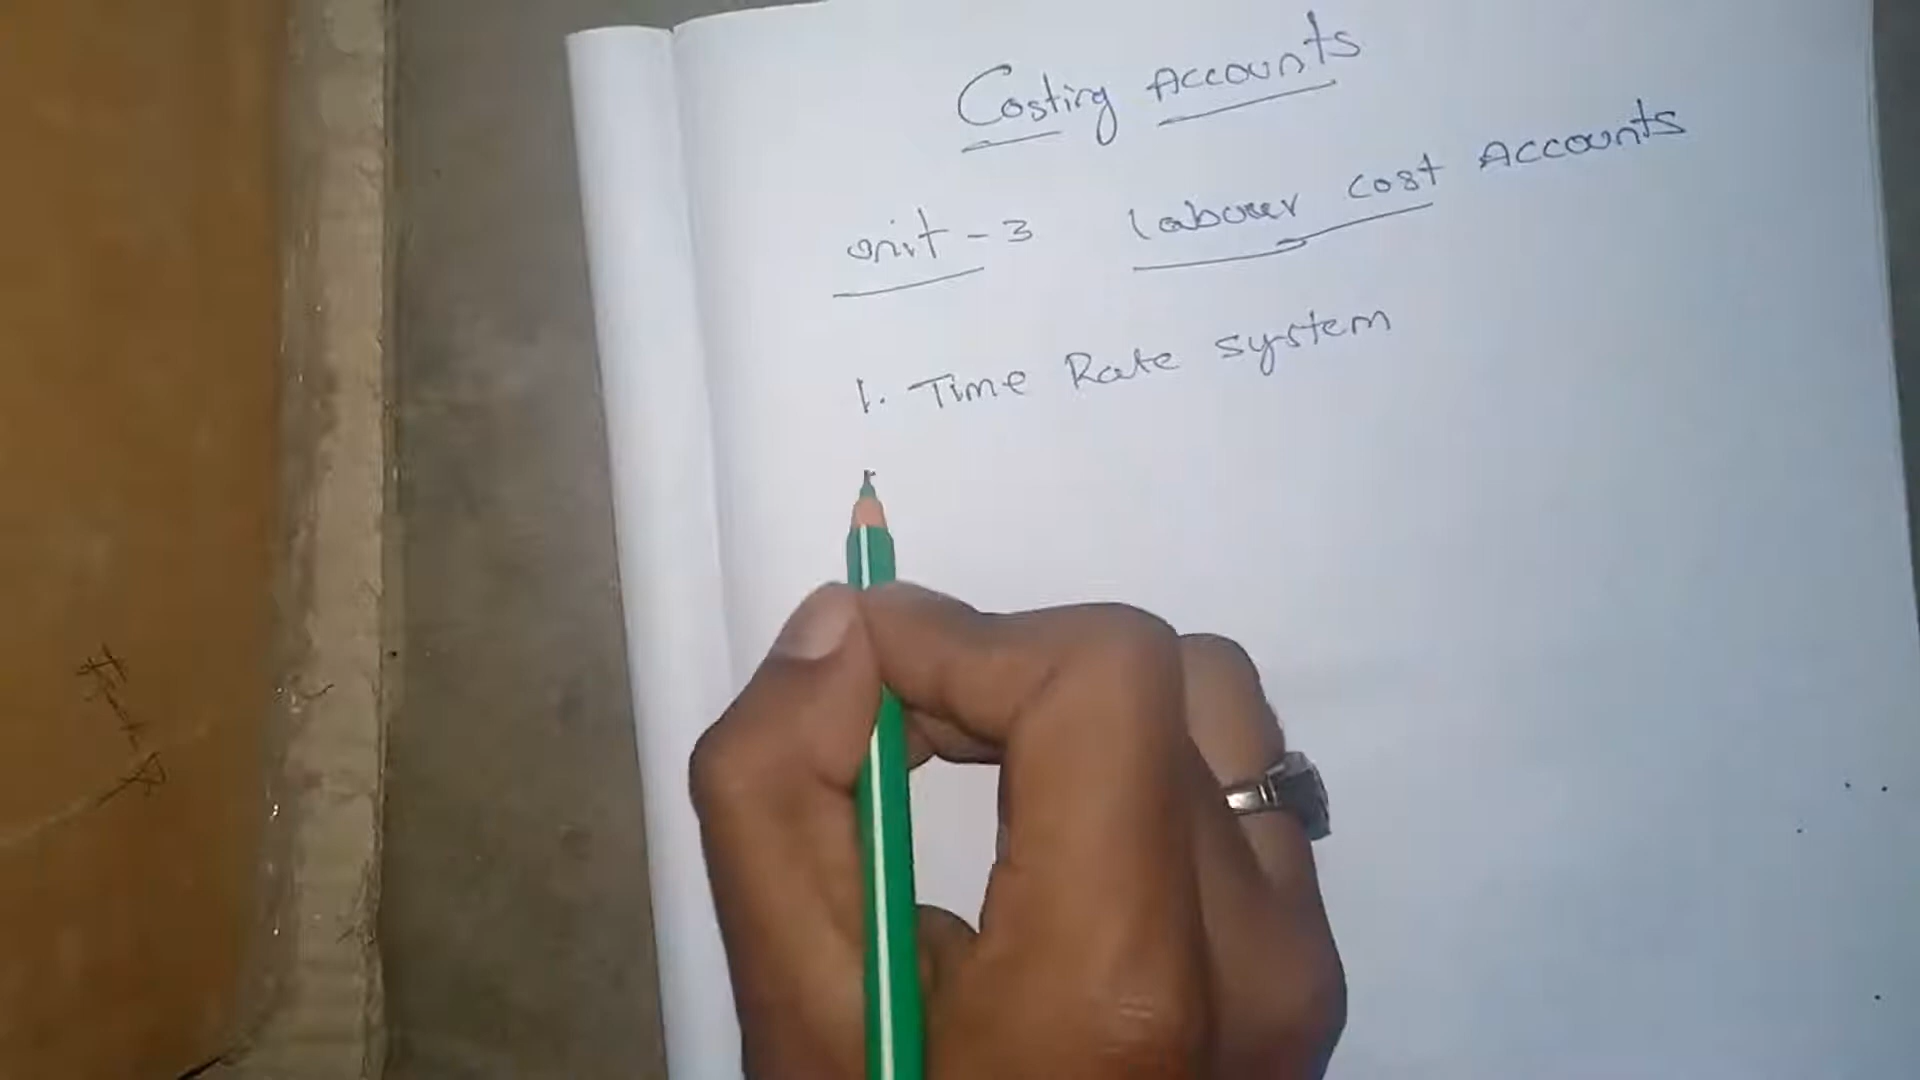 Costing Accounts
unit - 3 labour cost Accounts
1. Time Rate system